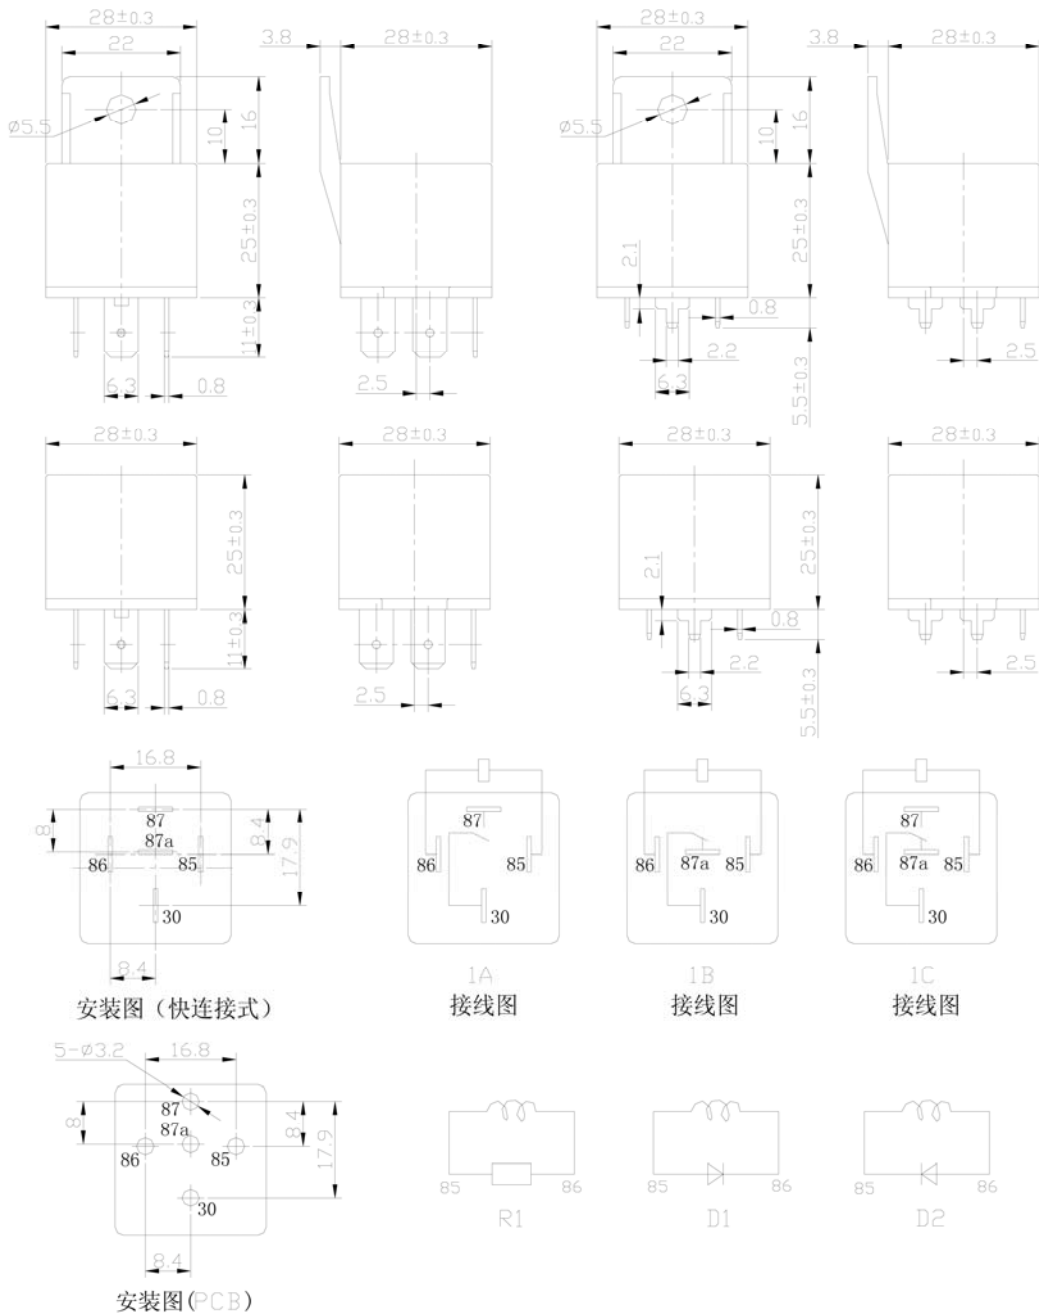 28±0.3 28±0.3
22 3.8 28±0.3 22 3.8 28±0.3
ø5.5 10 16 ø5.5 10 16
25±0.3 2.1 25±0.3
11±0.3 0.8
6.3 0.8 2.5 2.2 6.3 5.5±0.3 2.5
28±0.3 28±0.3 28±0.3 28±0.3
25±0.3 2.1 25±0.3
11±0.3 0.8
6.3 0.8 2.5 2.2 6.3 5.5±0.3 2.5
16.8
8 87 8.4 17.9 87 87
87a 87a 87a
86 85 86 85 86 85 86 85
30 30 30 30
8.4 1A 1B 1C
安装图（快连接式） 接线图 接线图 接线图
5-ø3.2 16.8
8 87 8.4 17.9
87a
86 85
30 85 86 85 86 85 86
8.4 R1 D1 D2
安装图(PCB)